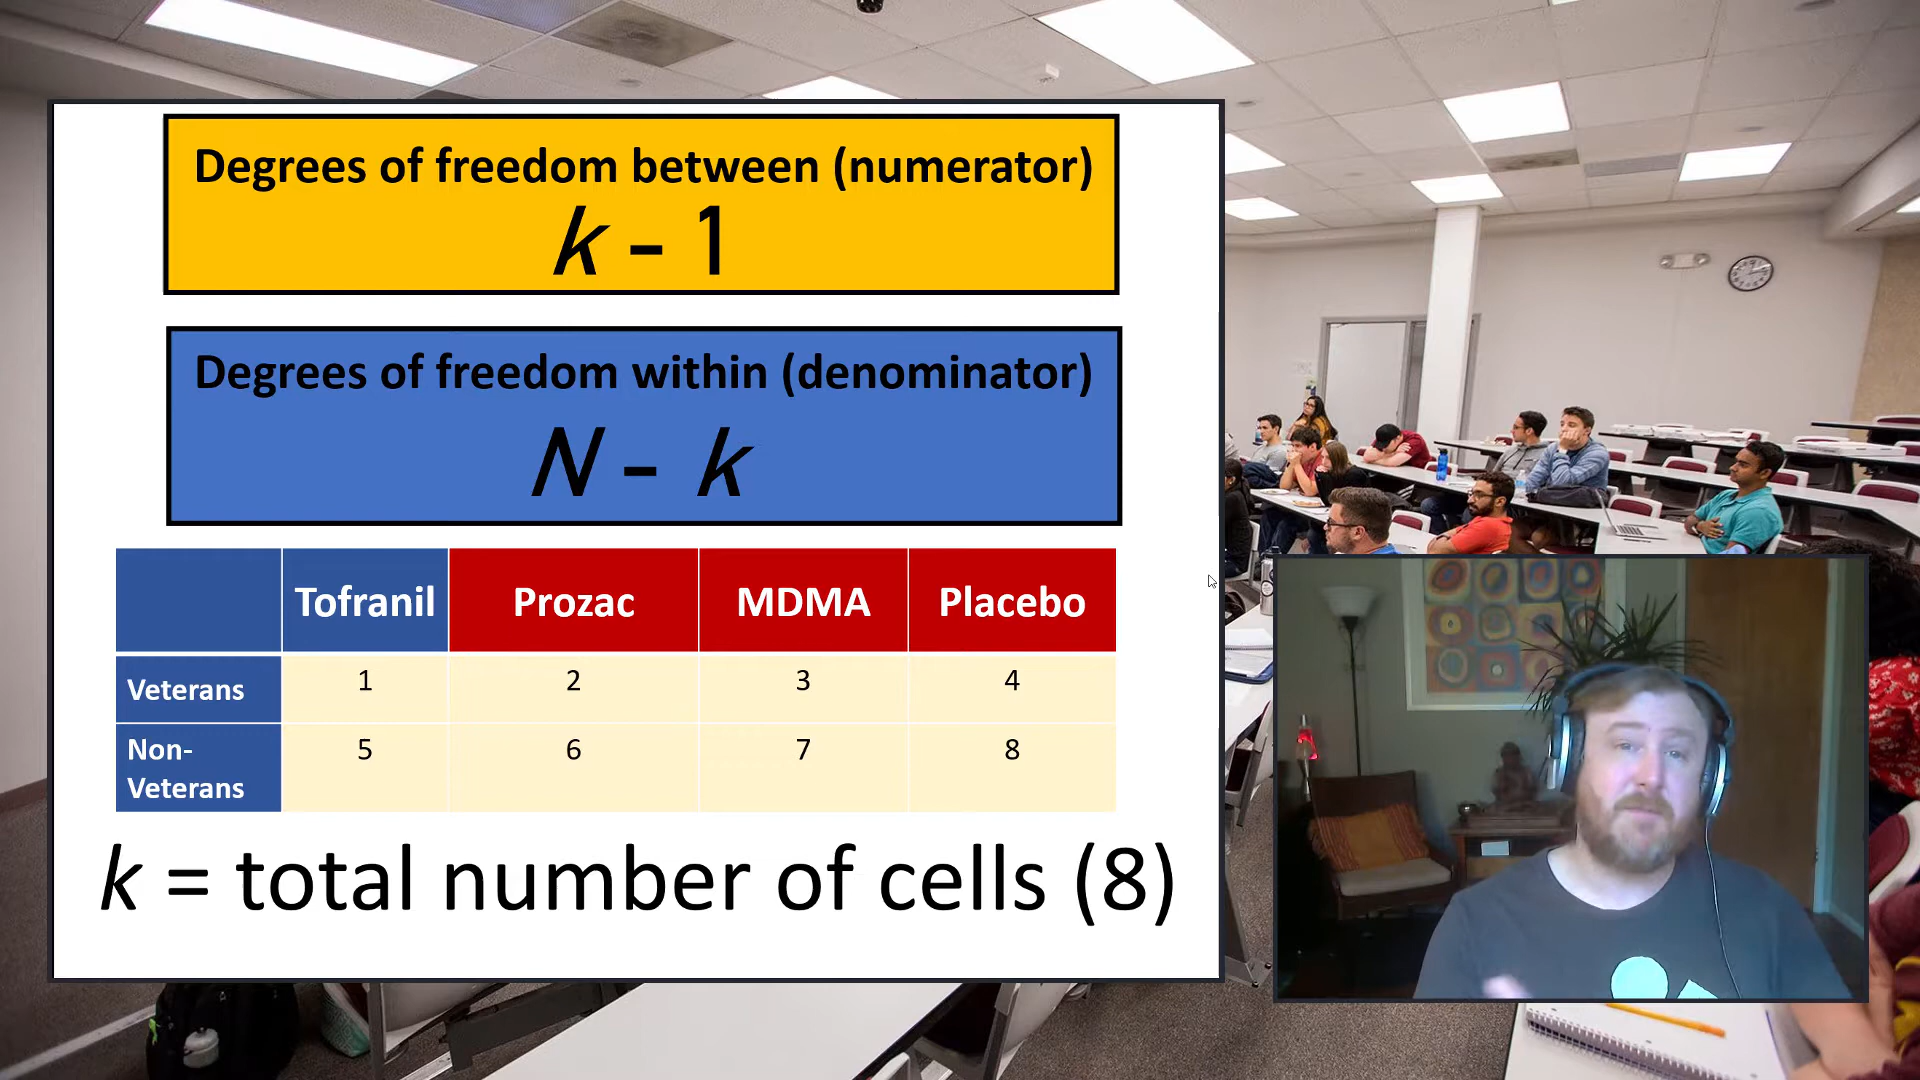 Degrees of freedom between (numerator)
k - 1
Degrees of freedom within (denominator)
N - k
Tofranil Prozac MDMA Placebo
Veterans 1 2 3 4
Non-
Veterans 5 6 7 8
k = total number of cells (8)